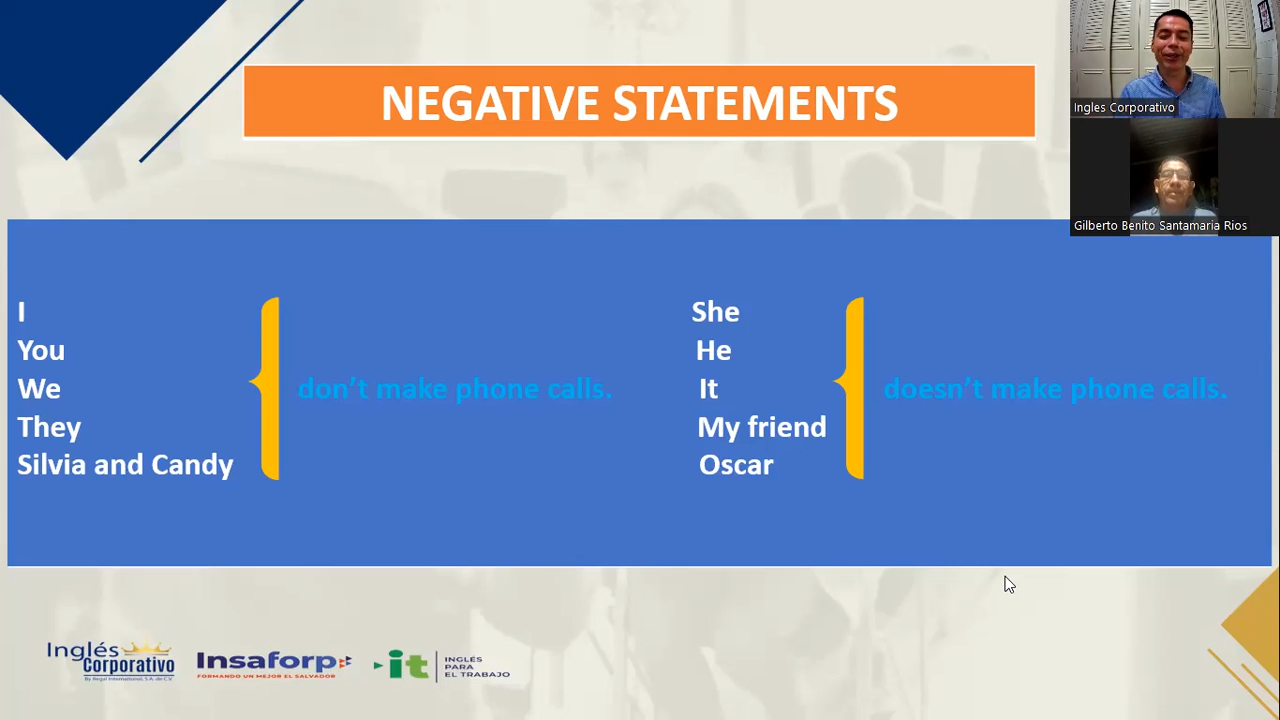 NEGATIVE STATEMENTS
Ingles Corporativo
Gilberto Benito Santamaria Rios
I
You
We
They
Silvia and Candy
don't make phone calls.
She
He
It
My friend
Oscar
doesn't make phone calls.
Inglés
Corporativo
By Regal International, S.A. de C.V.
Insaforp
FORMANDO UN MEJOR EL SALVADOR
it
INGLÉS
PARA
EL TRABAJO